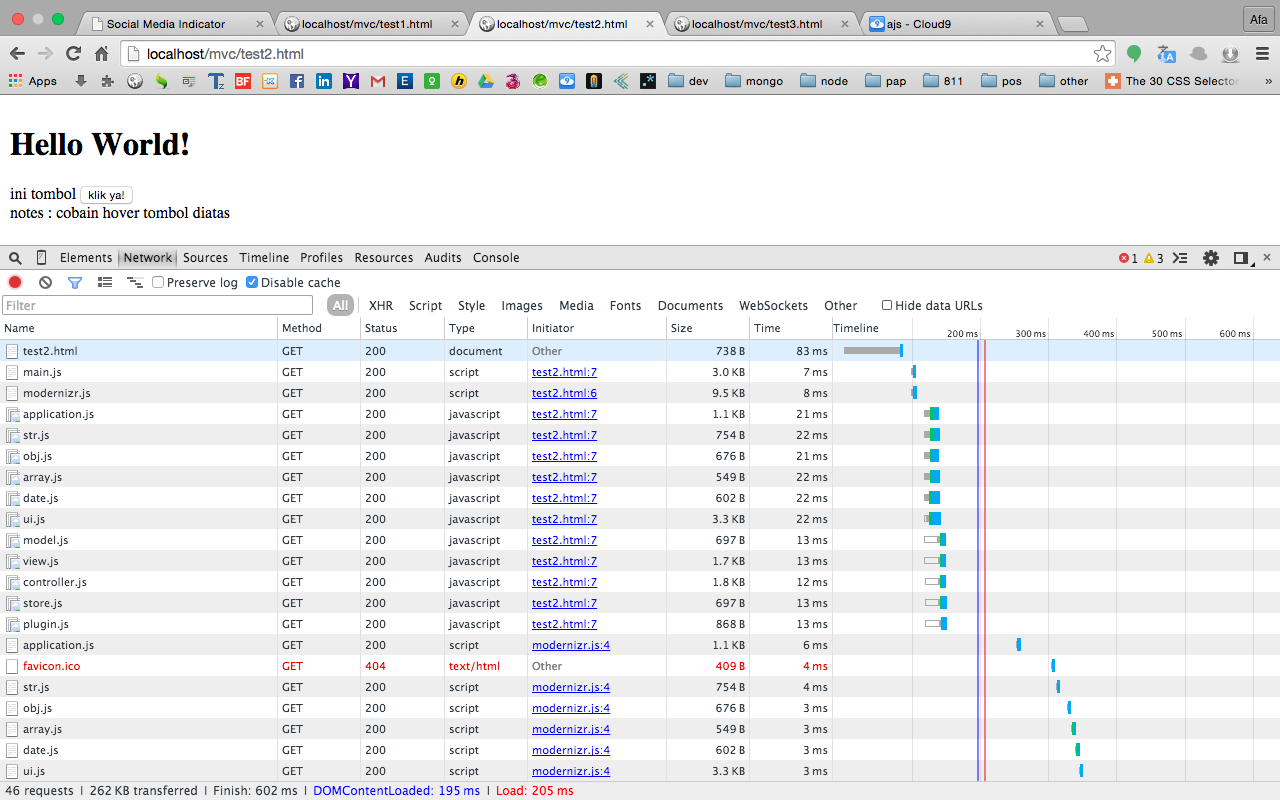 Social Media Indicator localhost/mvc/test1.html localhost/mvc/test2.html localhost/mvc/test3.html ajs - Cloud9 Afa
localhost/mvc/test2.html
Apps dev mongo node pap 811 pos other The 30 CSS Selector »
Hello World!
ini tombol klik ya!
notes : cobain hover tombol diatas
Elements Network Sources Timeline Profiles Resources Audits Console 1 3
Preserve log Disable cache
Filter All XHR Script Style Images Media Fonts Documents WebSockets Other Hide data URLs
Name Method Status Type Initiator Size Time Timeline 200 ms 300 ms 400 ms 500 ms 600 ms
test2.html GET 200 document Other 738 B 83 ms
main.js GET 200 script test2.html:7 3.0 KB 7 ms
modernizr.js GET 200 script test2.html:6 9.5 KB 8 ms
application.js GET 200 javascript test2.html:7 1.1 KB 21 ms
str.js GET 200 javascript test2.html:7 754 B 22 ms
obj.js GET 200 javascript test2.html:7 676 B 21 ms
array.js GET 200 javascript test2.html:7 549 B 22 ms
date.js GET 200 javascript test2.html:7 602 B 22 ms
ui.js GET 200 javascript test2.html:7 3.3 KB 22 ms
model.js GET 200 javascript test2.html:7 697 B 13 ms
view.js GET 200 javascript test2.html:7 1.7 KB 13 ms
controller.js GET 200 javascript test2.html:7 1.8 KB 12 ms
store.js GET 200 javascript test2.html:7 697 B 13 ms
plugin.js GET 200 javascript test2.html:7 868 B 13 ms
application.js GET 200 script modernizr.js:4 1.1 KB 6 ms
favicon.ico GET 404 text/html Other 409 B 4 ms
str.js GET 200 script modernizr.js:4 754 B 4 ms
obj.js GET 200 script modernizr.js:4 676 B 3 ms
array.js GET 200 script modernizr.js:4 549 B 3 ms
date.js GET 200 script modernizr.js:4 602 B 3 ms
ui.js GET 200 script modernizr.js:4 3.3 KB 3 ms
46 requests | 262 KB transferred | Finish: 602 ms | DOMContentLoaded: 195 ms | Load: 205 ms